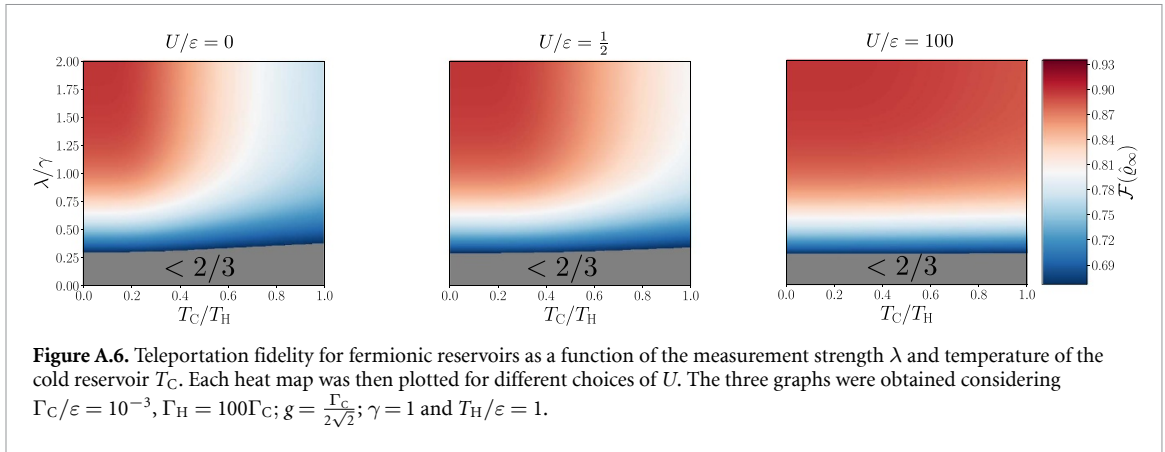 U/ε = 0
U/ε = 1/2
U/ε = 100
2.00
1.75
1.50
1.25
1.00
0.75
0.50
0.25
0.00
λ/γ
< 2/3
0.0 0.2 0.4 0.6 0.8 1.0
T_C/T_H
< 2/3
0.0 0.2 0.4 0.6 0.8 1.0
T_C/T_H
< 2/3
0.0 0.2 0.4 0.6 0.8 1.0
T_C/T_H
0.93
0.90
0.87
0.84
0.81
0.78
0.75
0.72
0.69
ℱ(ϱ̂_∞)
Figure A.6. Teleportation fidelity for fermionic reservoirs as a function of the measurement strength λ and temperature of the
cold reservoir T_C. Each heat map was then plotted for different choices of U. The three graphs were obtained considering
Γ_C/ε = 10⁻³, Γ_H = 100Γ_C; g = Γ_C/(2√2); γ = 1 and T_H/ε = 1.